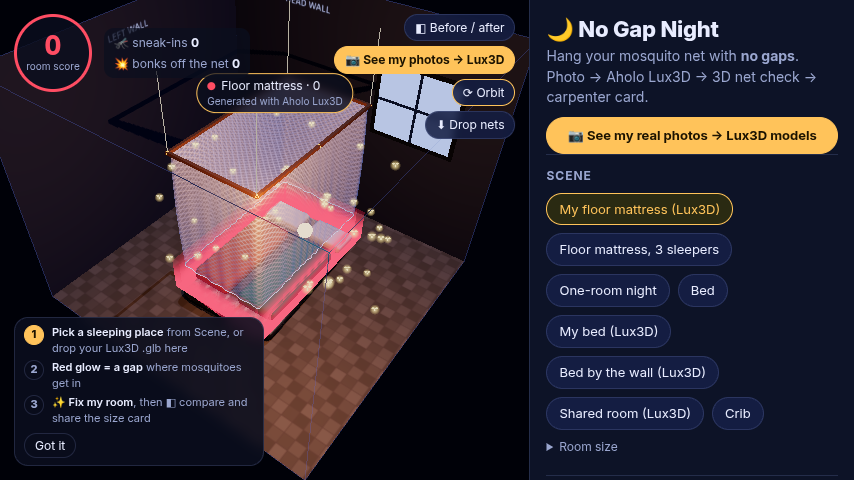 0
room score
🦟 sneak-ins 0
💥 bonks off the net 0
LEFT WALL
EAD WALL
◧ Before / after
📷 See my photos → Lux3D
Floor mattress · 0
Generated with Aholo Lux3D
⟳ Orbit
⬇ Drop nets
1 Pick a sleeping place from Scene, or
drop your Lux3D .glb here
2 Red glow = a gap where mosquitoes
get in
3 ✨ Fix my room, then ◧ compare and
share the size card
Got it
🌙 No Gap Night
Hang your mosquito net with no gaps.
Photo → Aholo Lux3D → 3D net check →
carpenter card.
📷 See my real photos → Lux3D models
SCENE
My floor mattress (Lux3D)
Floor mattress, 3 sleepers
One-room night
Bed
My bed (Lux3D)
Bed by the wall (Lux3D)
Shared room (Lux3D)
Crib
▶ Room size